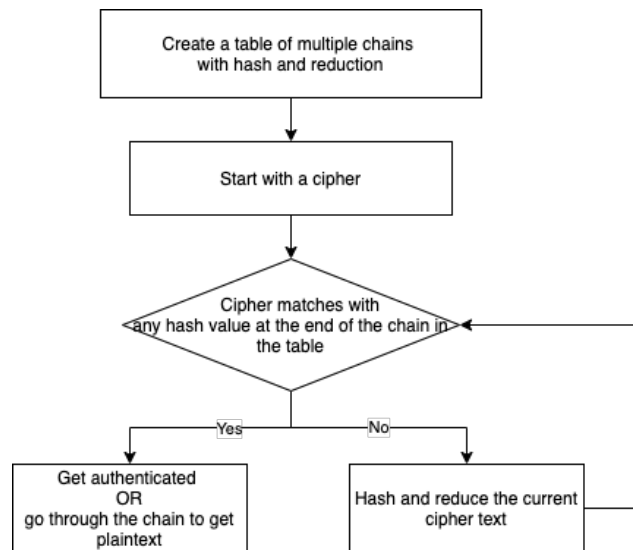 Create a table of multiple chains
with hash and reduction
Start with a cipher
Cipher matches with
any hash value at the end of the chain in
the table
Yes
No
Get authenticated
OR
go through the chain to get
plaintext
Hash and reduce the current
cipher text